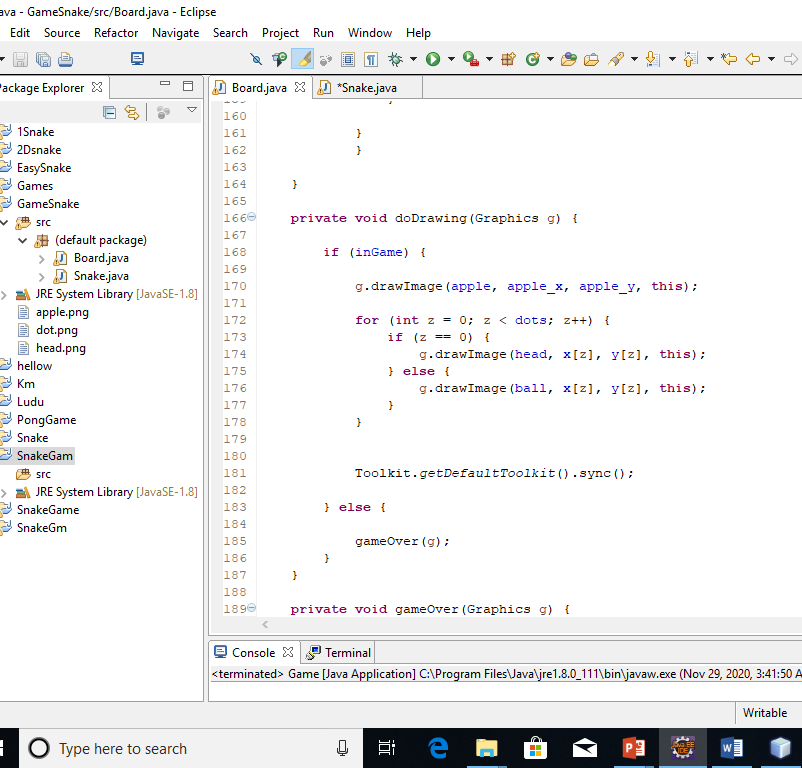 ava - GameSnake/src/Board.java - Eclipse
Edit Source Refactor Navigate Search Project Run Window Help
Package Explorer
1Snake
2Dsnake
EasySnake
Games
GameSnake
src
(default package)
Board.java
Snake.java
JRE System Library [JavaSE-1.8]
apple.png
dot.png
head.png
hellow
Km
Ludu
PongGame
Snake
SnakeGam
src
JRE System Library [JavaSE-1.8]
SnakeGame
SnakeGm
Board.java *Snake.java
160
161 }
162 }
163
164 }
165
166 private void doDrawing(Graphics g) {
167
168 if (inGame) {
169
170 g.drawImage(apple, apple_x, apple_y, this);
171
172 for (int z = 0; z < dots; z++) {
173 if (z == 0) {
174 g.drawImage(head, x[z], y[z], this);
175 } else {
176 g.drawImage(ball, x[z], y[z], this);
177 }
178 }
179
180
181 Toolkit.getDefaultToolkit().sync();
182
183 } else {
184
185 gameOver(g);
186 }
187 }
188
189 private void gameOver(Graphics g) {
Console Terminal
<terminated> Game [Java Application] C:\Program Files\Java\jre1.8.0_111\bin\javaw.exe (Nov 29, 2020, 3:41:50 A
Writable
Type here to search